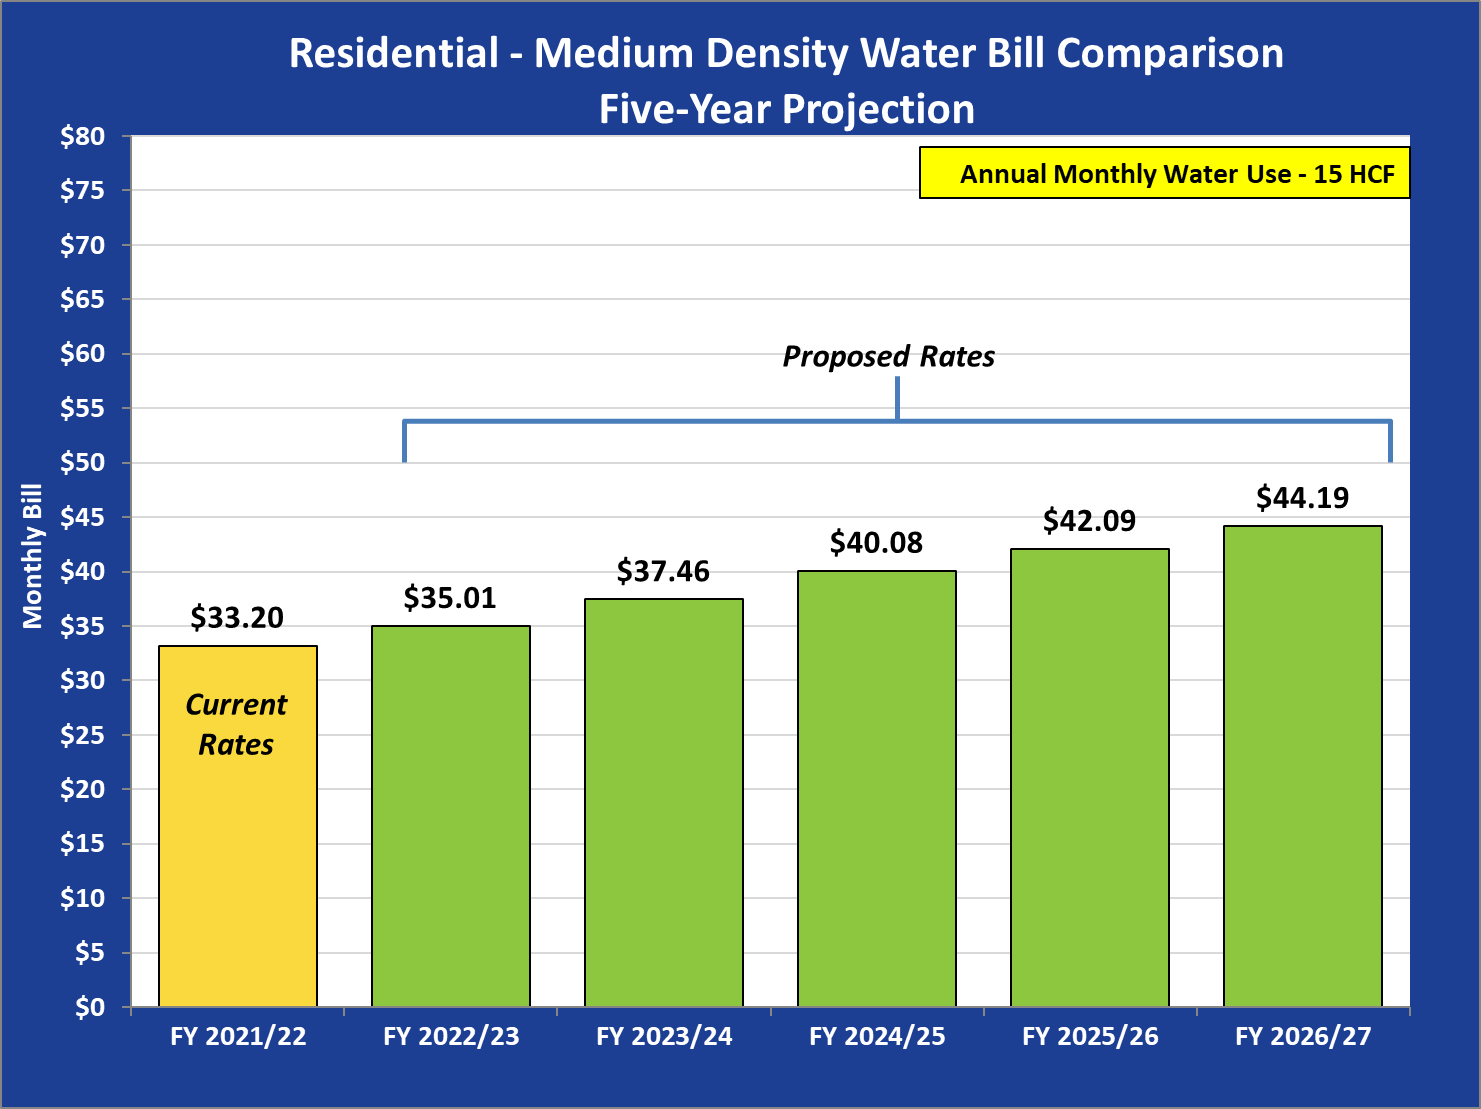 Residential - Medium Density Water Bill Comparison
Five-Year Projection
$80
Annual Monthly Water Use - 15 HCF
$75
$70
$65
$60
Proposed Rates
$55
$50
$45
$40
$35
$30
$25
$20
$15
$10
$5
$0
Monthly Bill
$33.20
$35.01
$37.46
$40.08
$42.09
$44.19
Current
Rates
FY 2021/22
FY 2022/23
FY 2023/24
FY 2024/25
FY 2025/26
FY 2026/27